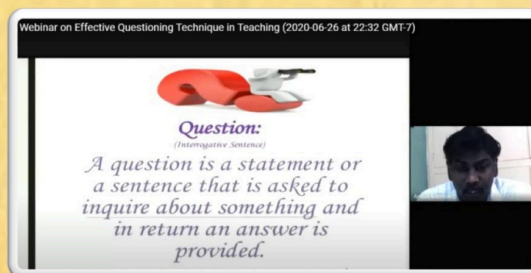 Webinar on Effective Questioning Technique in Teaching (2020-06-26 at 22:32 GMT-7)
Question:
(Interrogative Sentence)
A question is a statement or
a sentence that is asked to
inquire about something and
in return an answer is
provided.